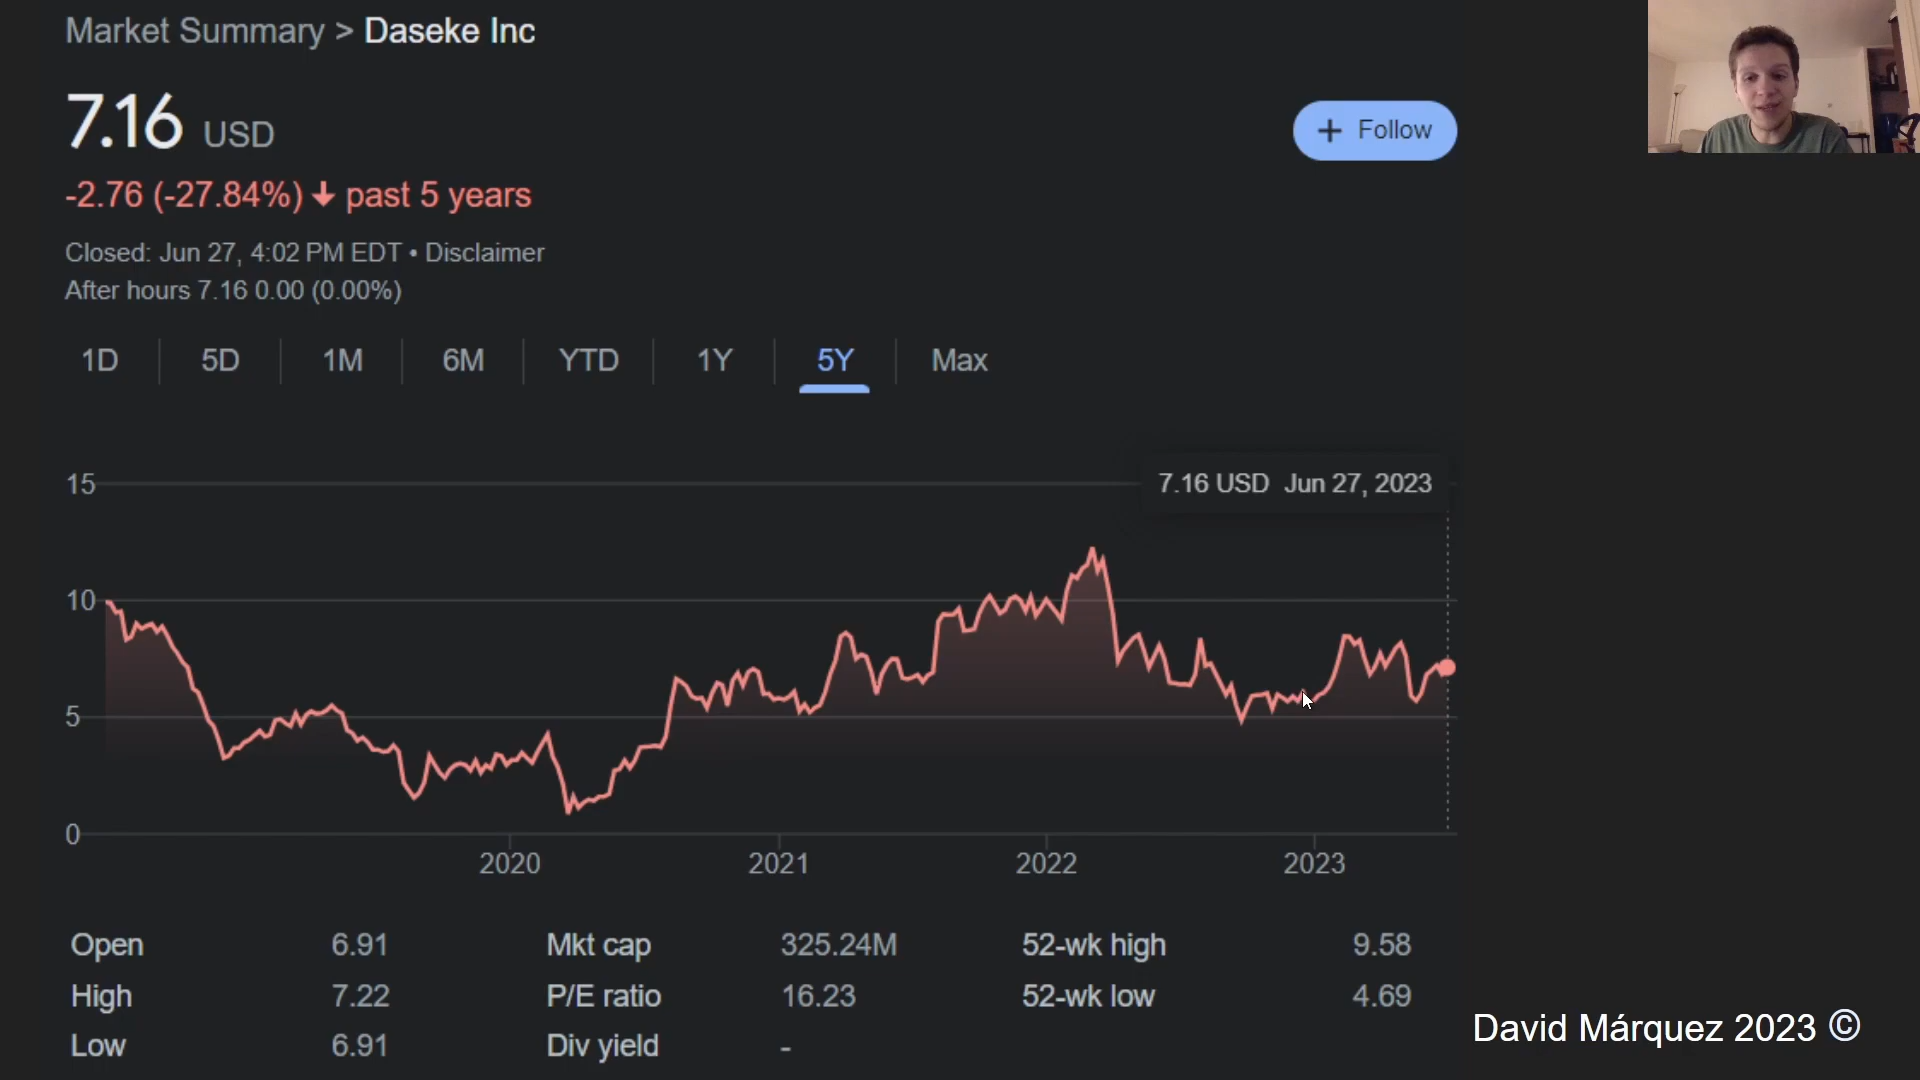 Market Summary > Daseke Inc
7.16 USD
+ Follow
-2.76 (-27.84%) ↓ past 5 years
Closed: Jun 27, 4:02 PM EDT • Disclaimer
After hours 7.16 0.00 (0.00%)
1D 5D 1M 6M YTD 1Y 5Y Max
7.16 USD Jun 27, 2023
15
10
5
0
2020 2021 2022 2023
Open 6.91 Mkt cap 325.24M 52-wk high 9.58
High 7.22 P/E ratio 16.23 52-wk low 4.69
Low 6.91 Div yield -
David Márquez 2023 ©